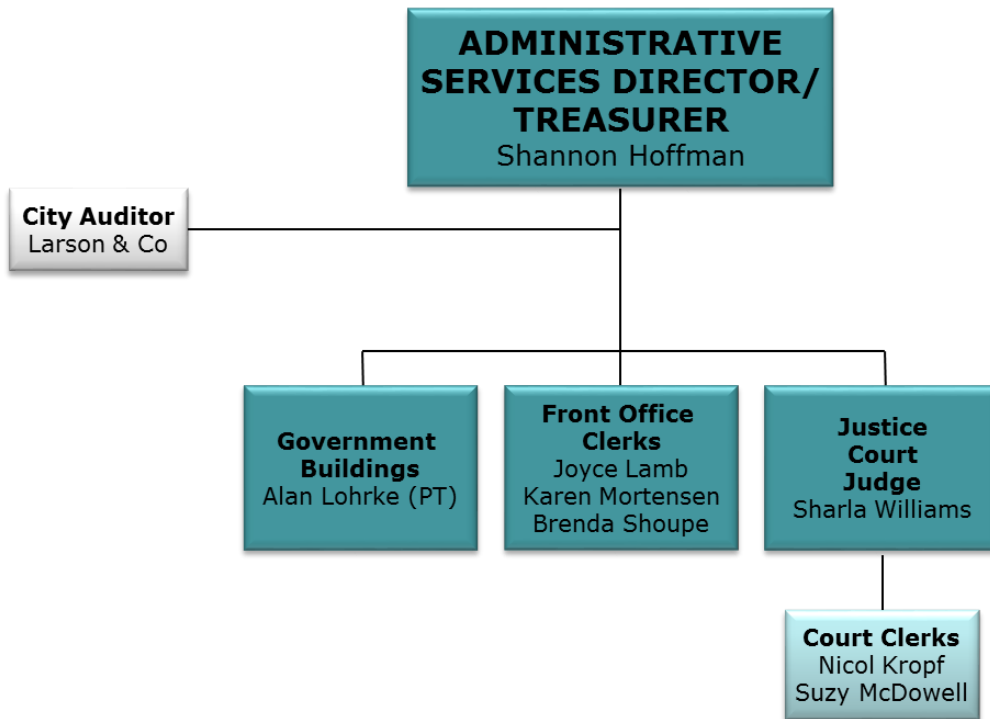 ADMINISTRATIVE
SERVICES DIRECTOR/
TREASURER
Shannon Hoffman
City Auditor
Larson & Co
Government
Buildings
Alan Lohrke (PT)
Front Office
Clerks
Joyce Lamb
Karen Mortensen
Brenda Shoupe
Justice
Court
Judge
Sharla Williams
Court Clerks
Nicol Kropf
Suzy McDowell